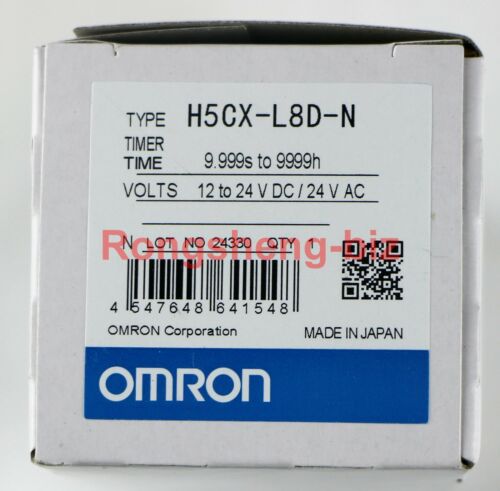 TYPE H5CX-L8D-N
TIMER
TIME 9.999s to 9999h
VOLTS 12 to 24 V DC / 24 V AC
N LOT NO 24330 QTY 1
Rongsheng-biz
4 547648 641548
OMRON Corporation MADE IN JAPAN
OMRON